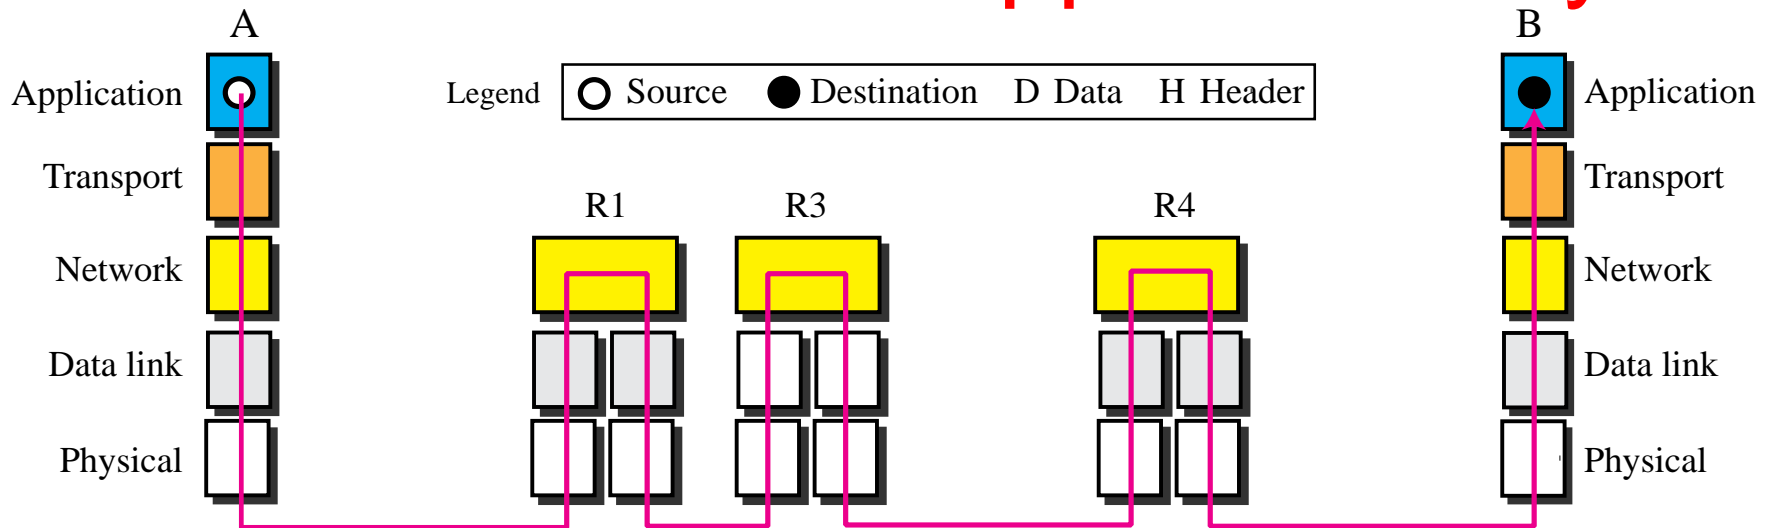 A
B
Legend Source Destination D Data H Header
Application
Application
Transport
Transport
R1 R3 R4
Network
Network
Data link
Data link
Physical
Physical